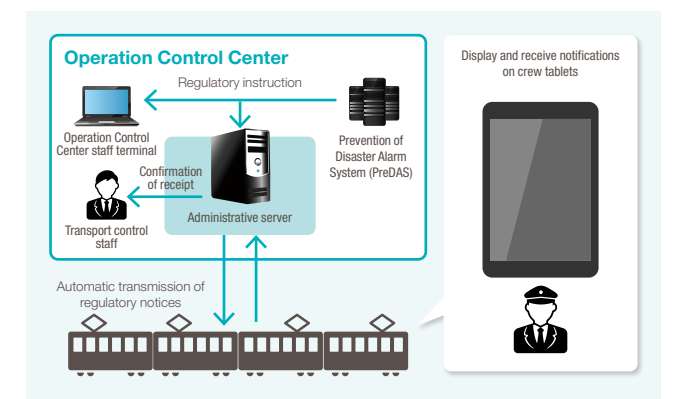 Operation Control Center
Regulatory instruction
Operation Control
Center staff terminal
Prevention of
Disaster Alarm
System (PreDAS)
Confirmation
of receipt
Administrative server
Transport control
staff
Automatic transmission of
regulatory notices
Display and receive notifications
on crew tablets